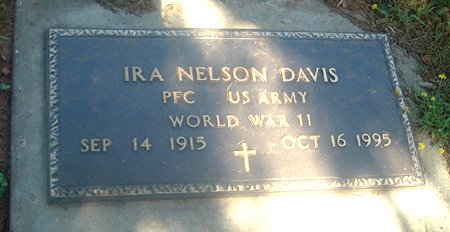 IRA NELSON DAVIS
PFC US ARMY
WORLD WAR II
SEP 14 1915 OCT 16 1995